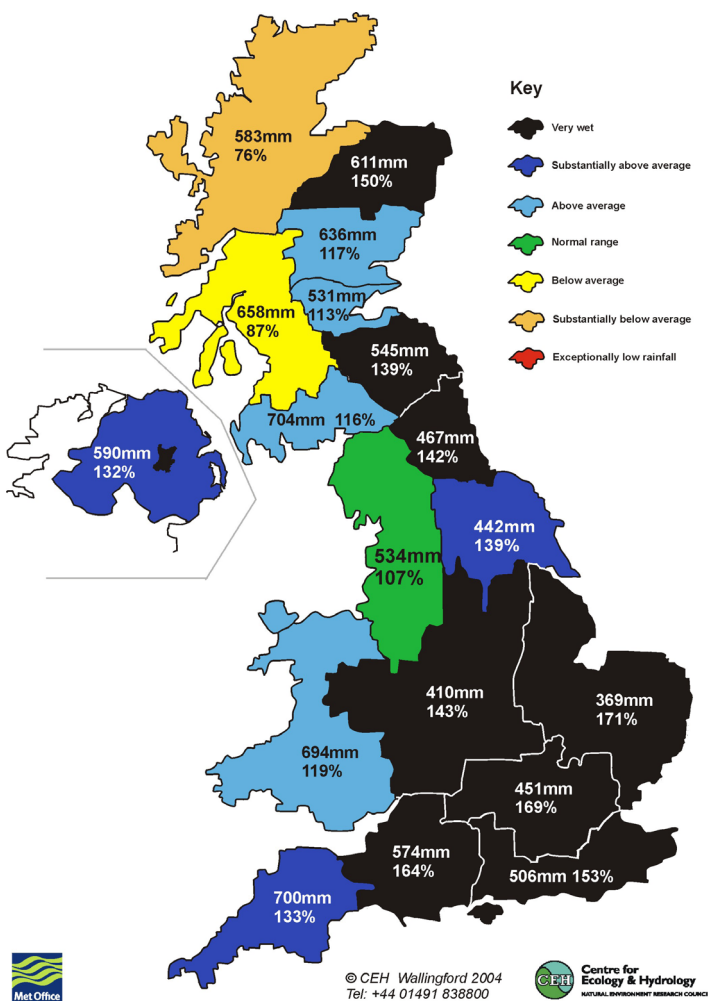 Key
Very wet
Substantially above average
Above average
Normal range
Below average
Substantially below average
Exceptionally low rainfall
583mm
76%
611mm
150%
636mm
117%
531mm
113%
658mm
87%
545mm
139%
704mm 116%
467mm
142%
590mm
132%
442mm
139%
534mm
107%
410mm
143%
369mm
171%
694mm
119%
451mm
169%
574mm
164%
506mm 153%
700mm
133%
Met Office
© CEH Wallingford 2004
Tel: +44 01491 838800
CEH
Centre for
Ecology & Hydrology
NATURAL ENVIRONMENT RESEARCH COUNCIL